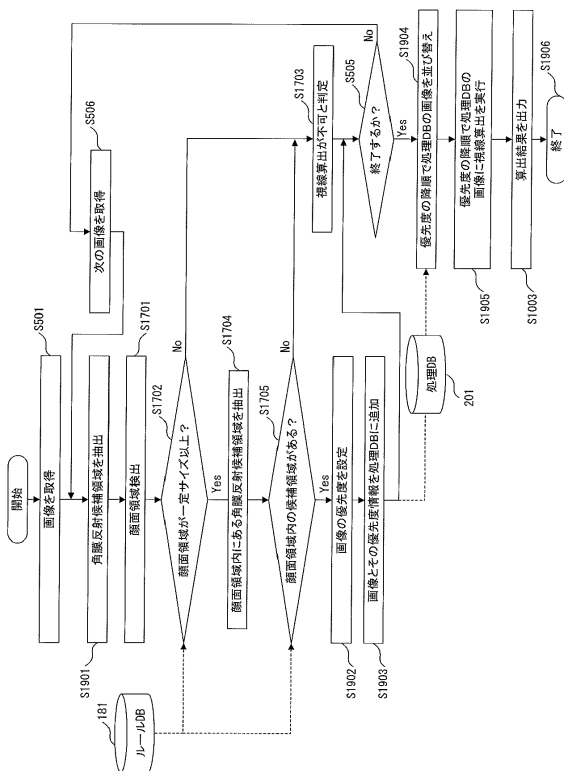 開始
S501
画像を取得
S506
次の画像を取得
S1901
角膜反射候補領域を抽出
S1701
顔面領域検出
181
ルールDB
S1702
顔面領域が一定サイズ以上？
No
Yes
S1704
顔面領域内にある角膜反射候補領域を抽出
S1705
顔面領域内の候補領域がある？
No
Yes
S1902
画像の優先度を設定
S1903
画像とその優先度情報を処理DBに追加
処理DB
201
S1703
視線算出が不可と判定
S505
終了するか？
No
Yes
S1904
優先度の降順で処理DBの画像を並び替え
S1905
優先度の降順で処理DBの
画像に視線算出を実行
S1003
算出結果を出力
S1906
終了